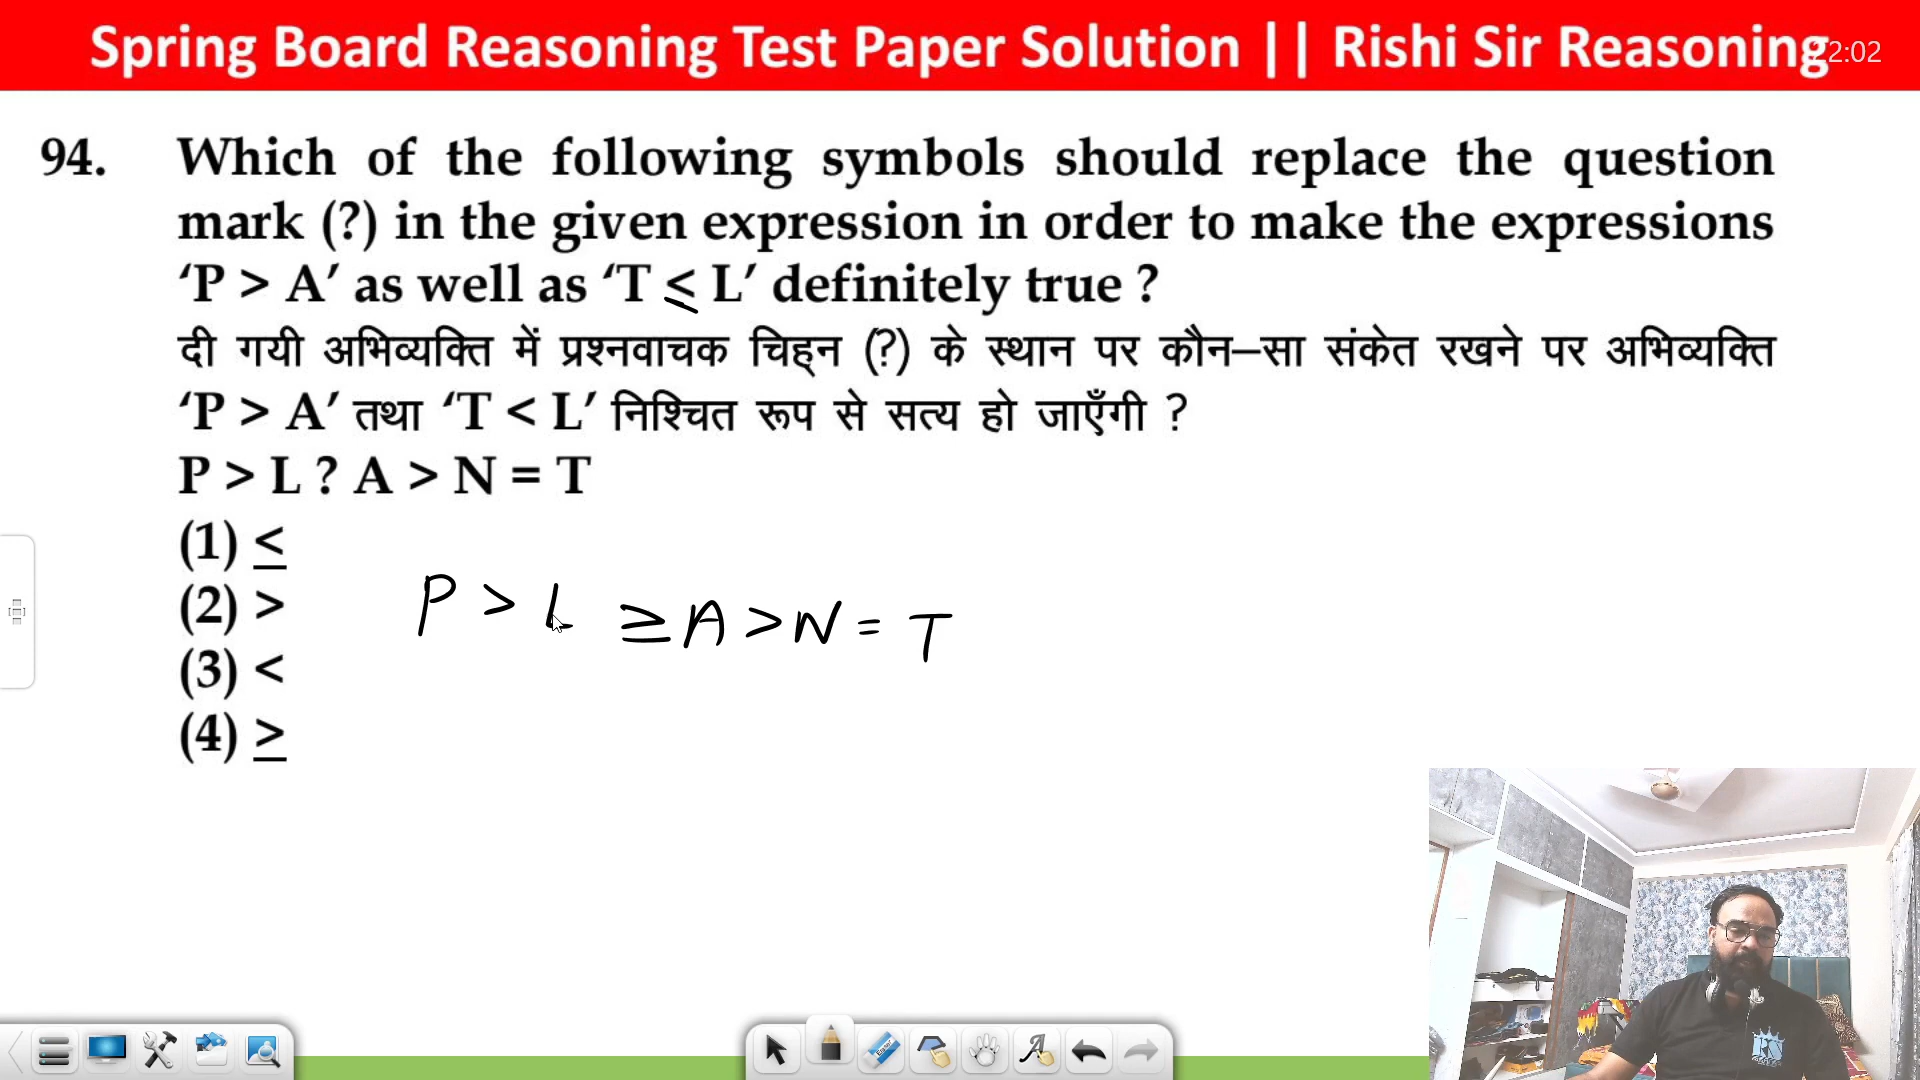 Spring Board Reasoning Test Paper Solution || Rishi Sir Reasoning
2:02
94. Which of the following symbols should replace the question
mark (?) in the given expression in order to make the expressions
‘P > A’ as well as ‘T ≤ L’ definitely true ?
दी गयी अभिव्यक्ति में प्रश्नवाचक चिह्न (?) के स्थान पर कौन–सा संकेत रखने पर अभिव्यक्ति
‘P > A’ तथा ‘T < L’ निश्चित रूप से सत्य हो जाएँगी ?
P > L ? A > N = T
(1) ≤
(2) >
(3) <
(4) ≥
P > L ≥ A > N = T